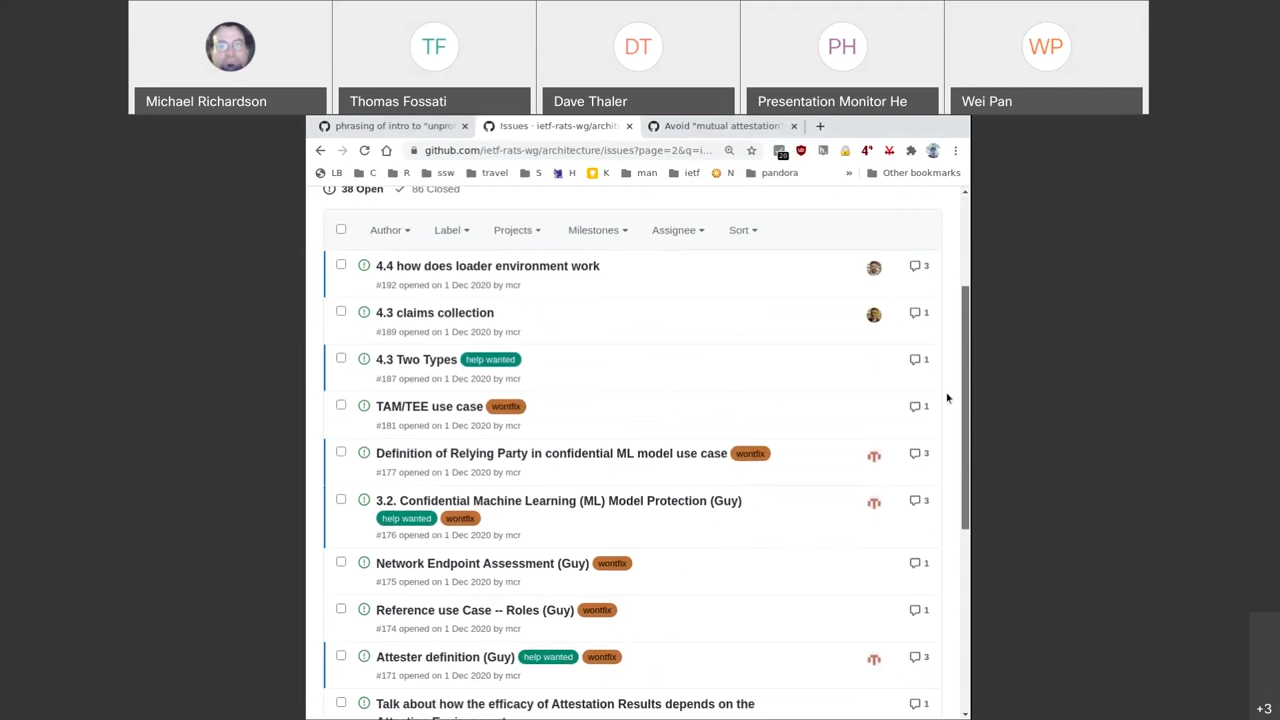 TF
DT
PH
WP
Michael Richardson
Thomas Fossati
Dave Thaler
Presentation Monitor He
Wei Pan
phrasing of intro to "unpro
Issues · ietf-rats-wg/archit
Avoid "mutual attestation"
github.com/ietf-rats-wg/architecture/issues?page=2&q=i...
20
LB
C
R
ssw
travel
S
H
K
man
ietf
N
pandora
»
Other bookmarks
38 Open
86 Closed
Author
Label
Projects
Milestones
Assignee
Sort
4.4 how does loader environment work
3
#192 opened on 1 Dec 2020 by mcr
4.3 claims collection
1
#189 opened on 1 Dec 2020 by mcr
4.3 Two Types help wanted
1
#187 opened on 1 Dec 2020 by mcr
TAM/TEE use case wontfix
1
#181 opened on 1 Dec 2020 by mcr
Definition of Relying Party in confidential ML model use case wontfix
3
#177 opened on 1 Dec 2020 by mcr
3.2. Confidential Machine Learning (ML) Model Protection (Guy)
3
help wanted wontfix
#176 opened on 1 Dec 2020 by mcr
Network Endpoint Assessment (Guy) wontfix
1
#175 opened on 1 Dec 2020 by mcr
Reference use Case -- Roles (Guy) wontfix
1
#174 opened on 1 Dec 2020 by mcr
Attester definition (Guy) help wanted wontfix
3
#171 opened on 1 Dec 2020 by mcr
Talk about how the efficacy of Attestation Results depends on the
1
+3